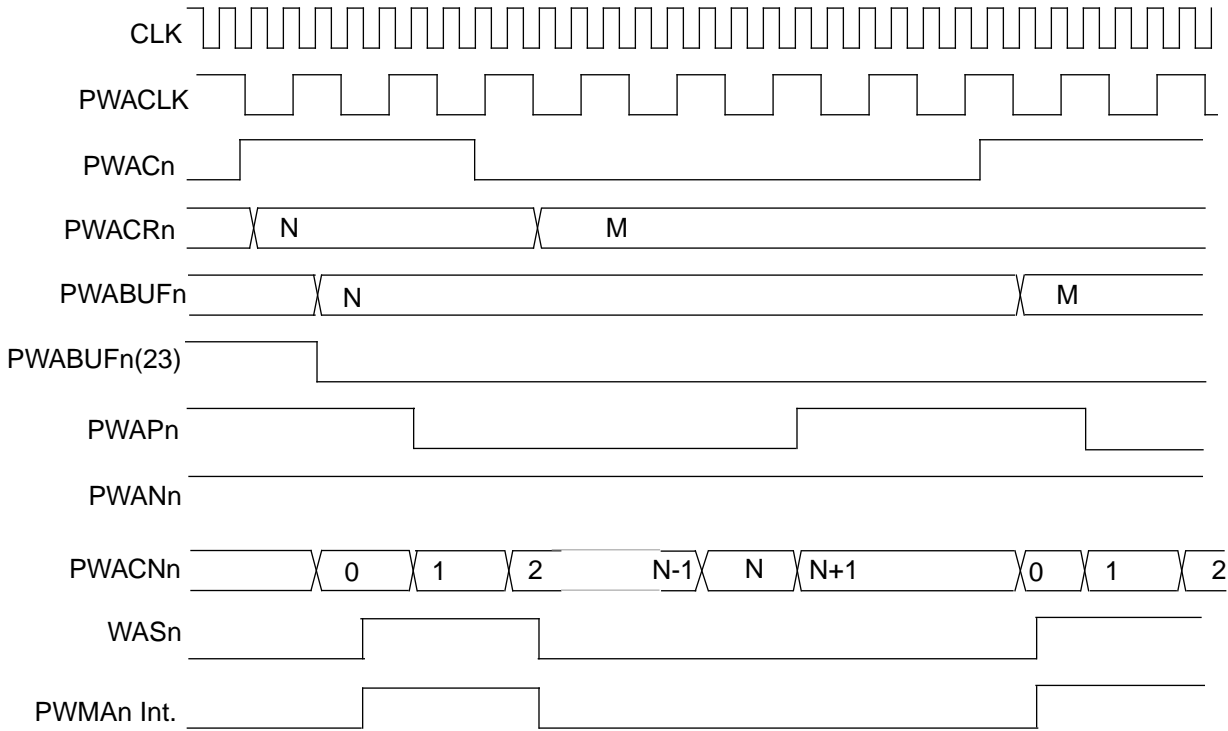 CLK
PWACLK
PWACn
PWACRn N M
PWABUFn N M
PWABUFn(23)
PWAPn
PWANn
PWACNn 0 1 2 N-1 N N+1 0 1 2
WASn
PWMAn Int.